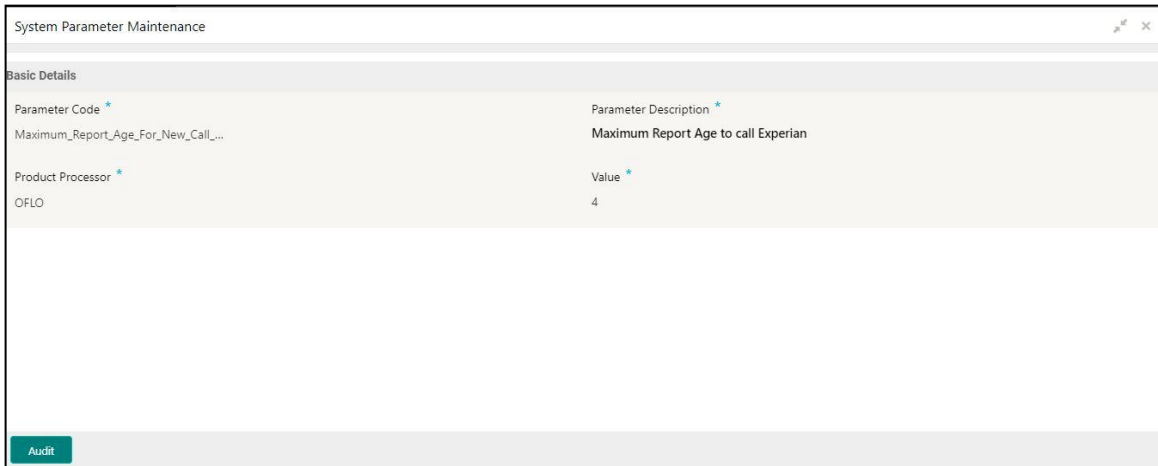 System Parameter Maintenance
Basic Details
Parameter Code *
Parameter Description *
Maximum_Report_Age_For_New_Call_...
Maximum Report Age to call Experian
Product Processor *
Value *
OFLO
4
Audit